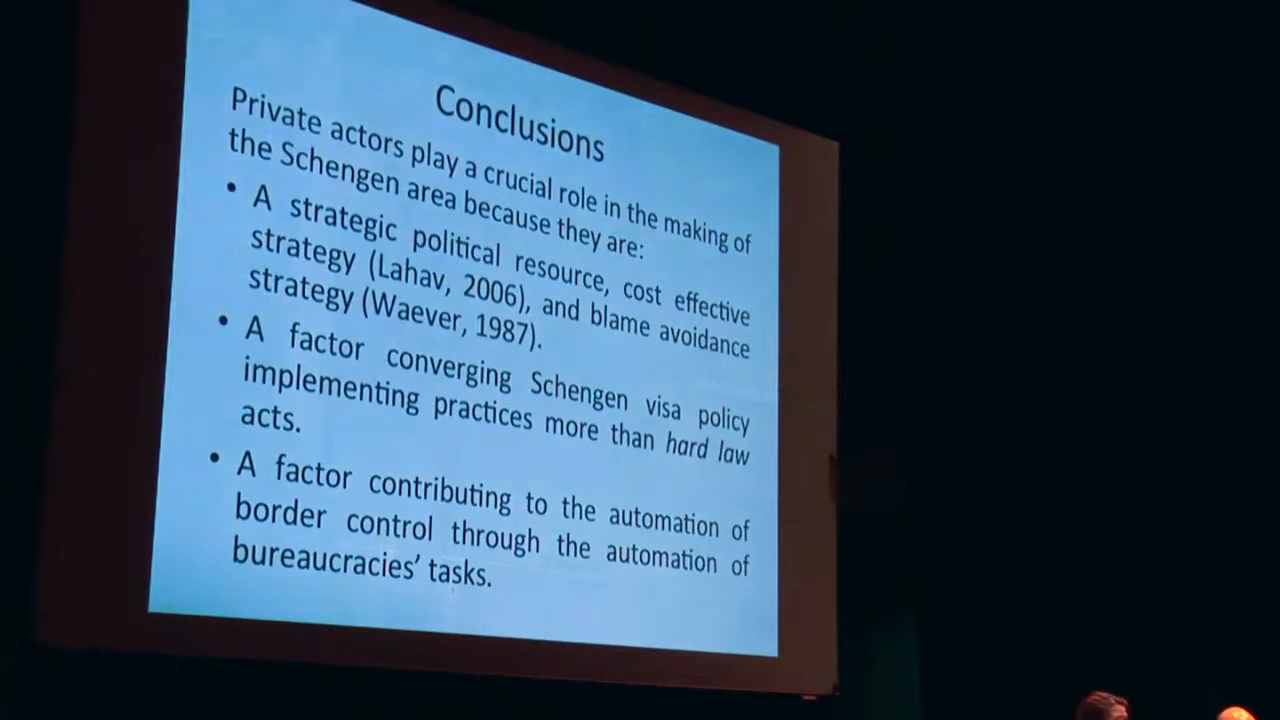 Conclusions
Private actors play a crucial role in the making of
the Schengen area because they are:
• A strategic political resource, cost effective
strategy (Lahav, 2006), and blame avoidance
strategy (Waever, 1987).
• A factor converging Schengen visa policy
implementing practices more than hard law
acts.
• A factor contributing to the automation of
border control through the automation of
bureaucracies’ tasks.